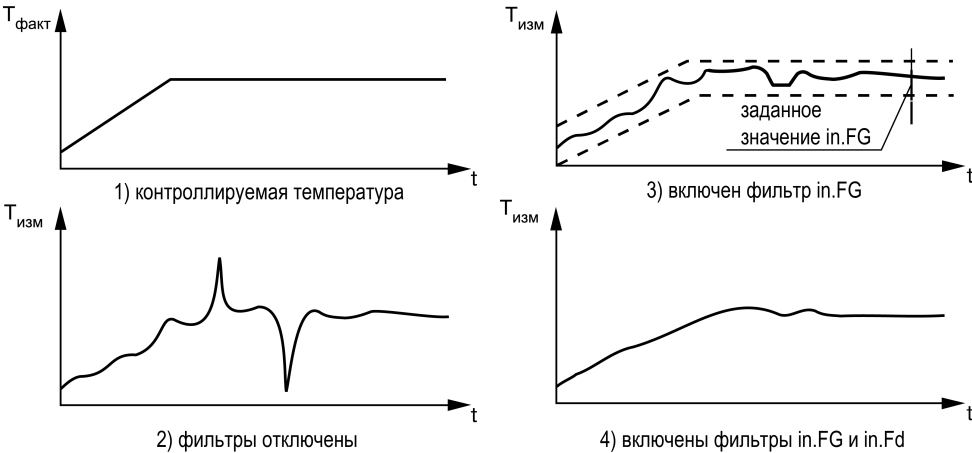 Tфакт
t
1) контроллируемая температура
Tизм
заданное
значение in.FG
t
3) включен фильтр in.FG
Tизм
t
2) фильтры отключены
Tизм
t
4) включены фильтры in.FG и in.Fd